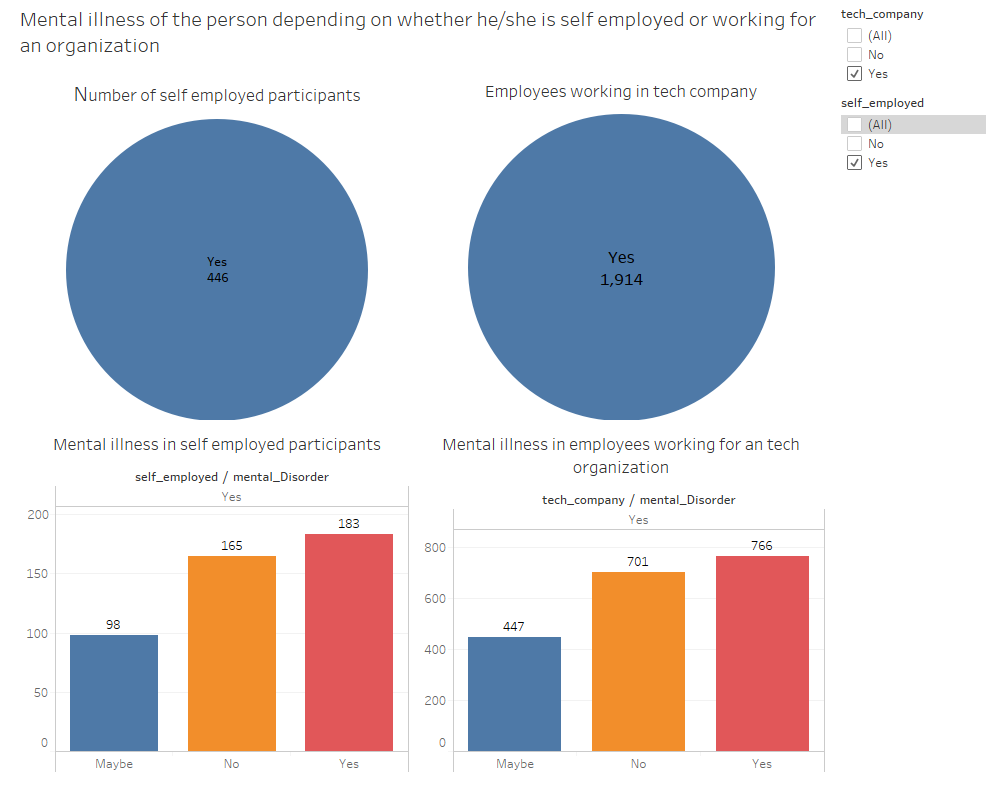 Mental illness of the person depending on whether he/she is self employed or working for
an organization
tech_company
(All)
No
Yes
self_employed
(All)
No
Yes
Number of self employed participants
Yes
446
Employees working in tech company
Yes
1,914
Mental illness in self employed participants
self_employed / mental_Disorder
Yes
200
150
100
50
0
98
165
183
Maybe
No
Yes
Mental illness in employees working for an tech
organization
tech_company / mental_Disorder
Yes
800
600
400
200
0
447
701
766
Maybe
No
Yes